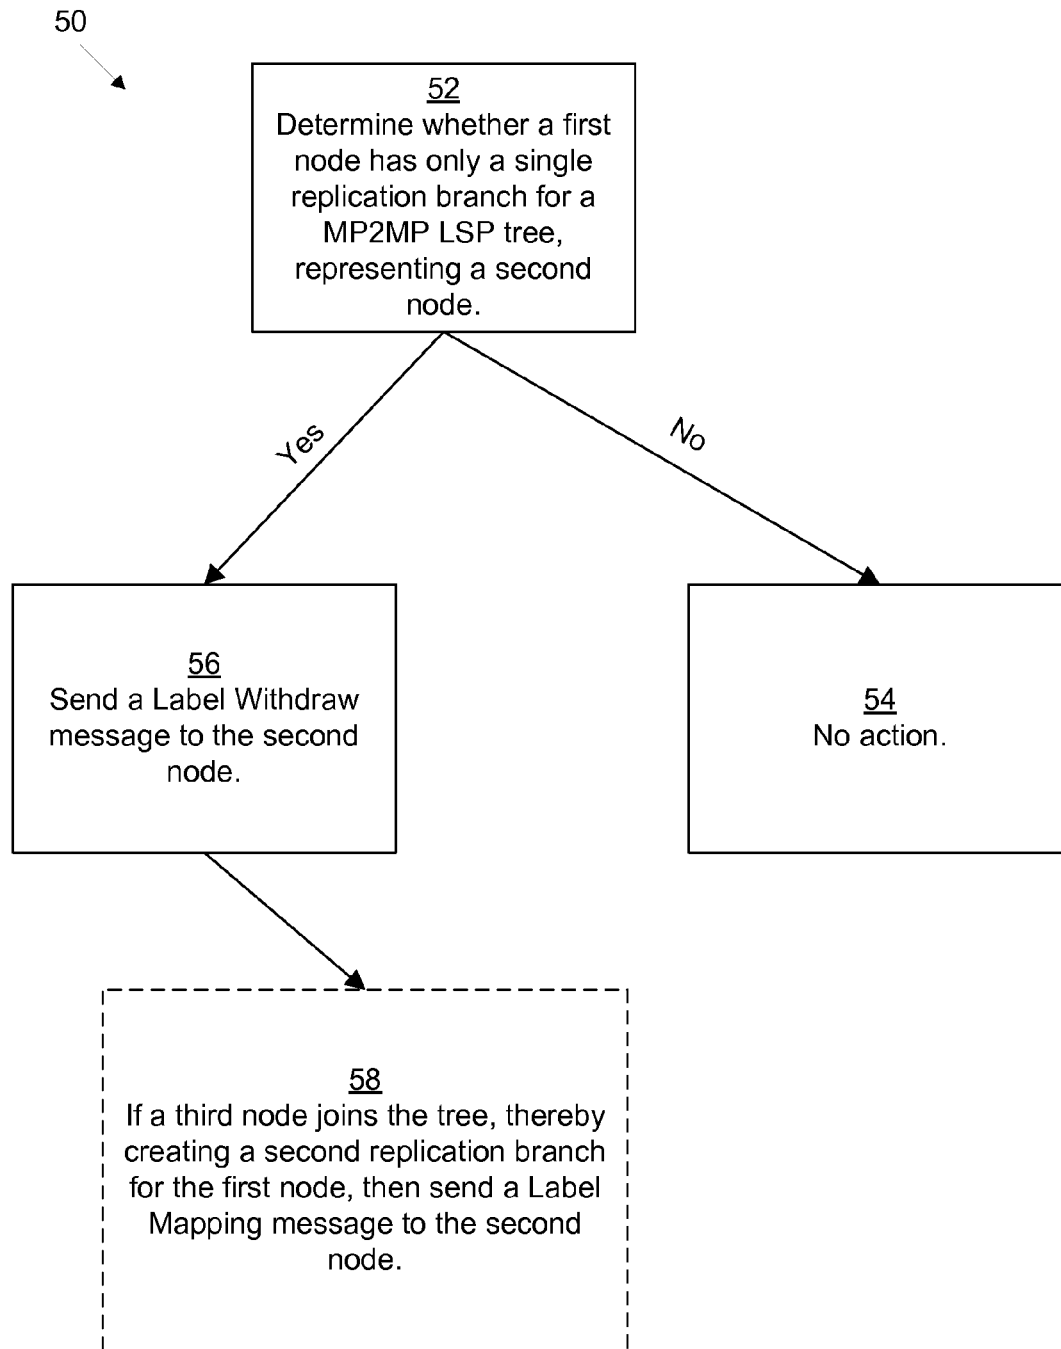 50
52
Determine whether a first
node has only a single
replication branch for a
MP2MP LSP tree,
representing a second
node.
Yes
No
56
Send a Label Withdraw
message to the second
node.
54
No action.
58
If a third node joins the tree, thereby
creating a second replication branch
for the first node, then send a Label
Mapping message to the second
node.